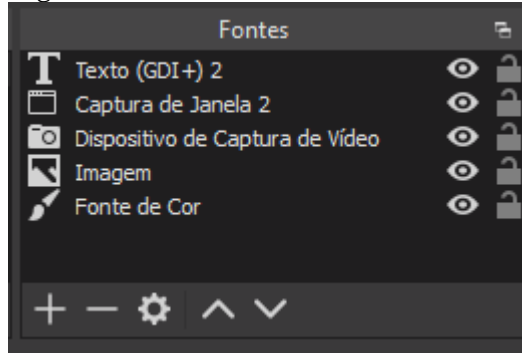 Fontes
Texto (GDI+) 2
Captura de Janela 2
Dispositivo de Captura de Vídeo
Imagem
Fonte de Cor